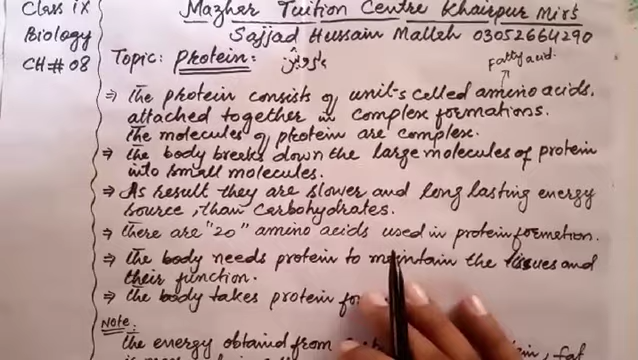 Class ix
Biology
CH# 08
Mazher Tuition Centre Khairpur Mir's
Sajjad Hussain Malleh 03052664290
Topic: Protein:
Fatty acid.
⇒ The protein consists of unit-s called amino acids.
attached together in complex formations.
The molecules of protein are complex.
⇒ the body breaks down the large molecules of protein
into small molecules.
⇒ As result they are slower and long lasting energy
source, than carbohydrates.
⇒ there are "20" amino acids used in protein formation.
⇒ the body needs protein to maintain the tissues and
their function.
⇒ the body takes protein
Note:
the energy obtained from , fat